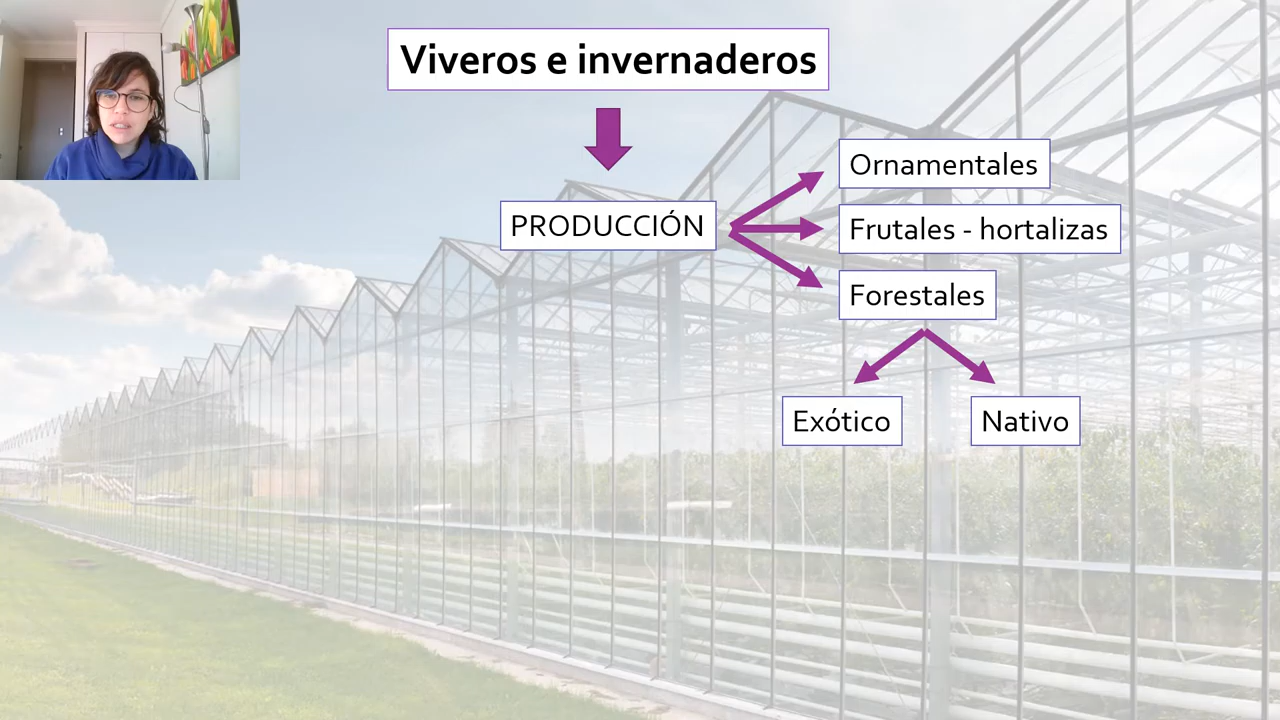 Viveros e invernaderos
PRODUCCIÓN
Ornamentales
Frutales - hortalizas
Forestales
Exótico
Nativo